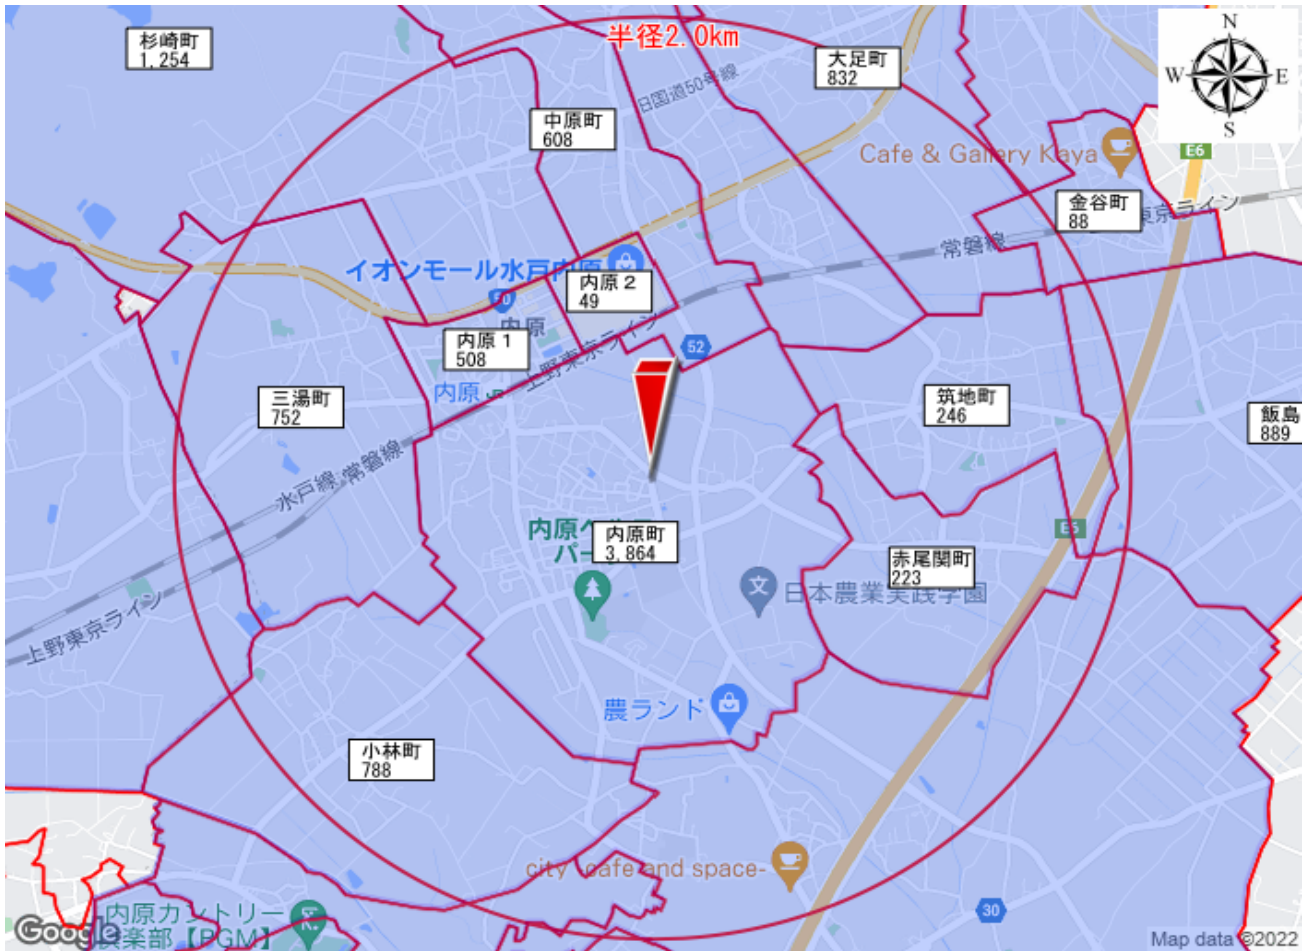 半径2.0km
N
W
E
S
杉崎町
1,254
大足町
832
旧国道50号線
中原町
608
Cafe & Gallery Kaya
E6
金谷町
88
東京ライン
常磐線
イオンモール水戸内原
内原2
49
50
内原
内原1
508
上野東京ライン
52
内原
三湯町
752
筑地町
246
飯島
889
水戸線
常磐線
内原町
3,864
E6
赤尾関町
223
日本農業実践学園
上野東京ライン
農ランド
小林町
788
city
cafe and space-
30
内原カントリー
倶楽部【PGM】
Google
Map data ©2022